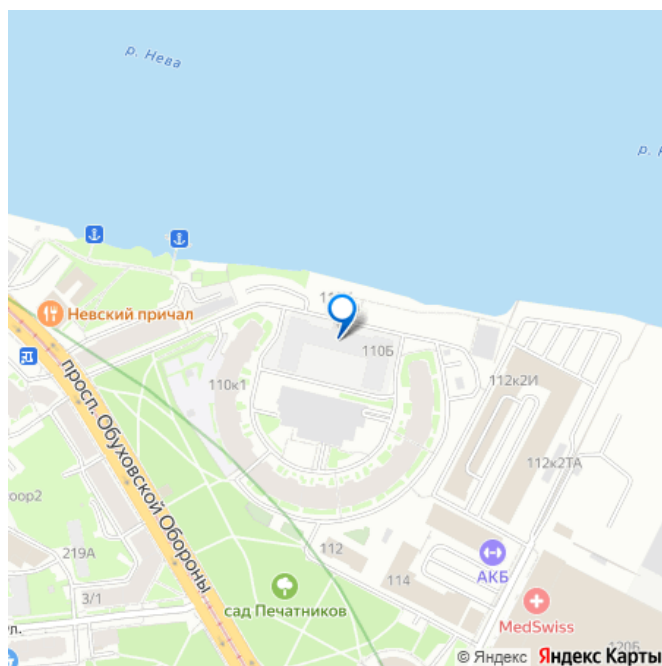 р. Нева
р.
Невский причал
110Б
110к1
112к2И
просп. Обуховской Обороны
112к2ТА
219А
112
114
АКБ
3/1
сад Печатников
MedSwiss
© Яндекс Яндекс Карты